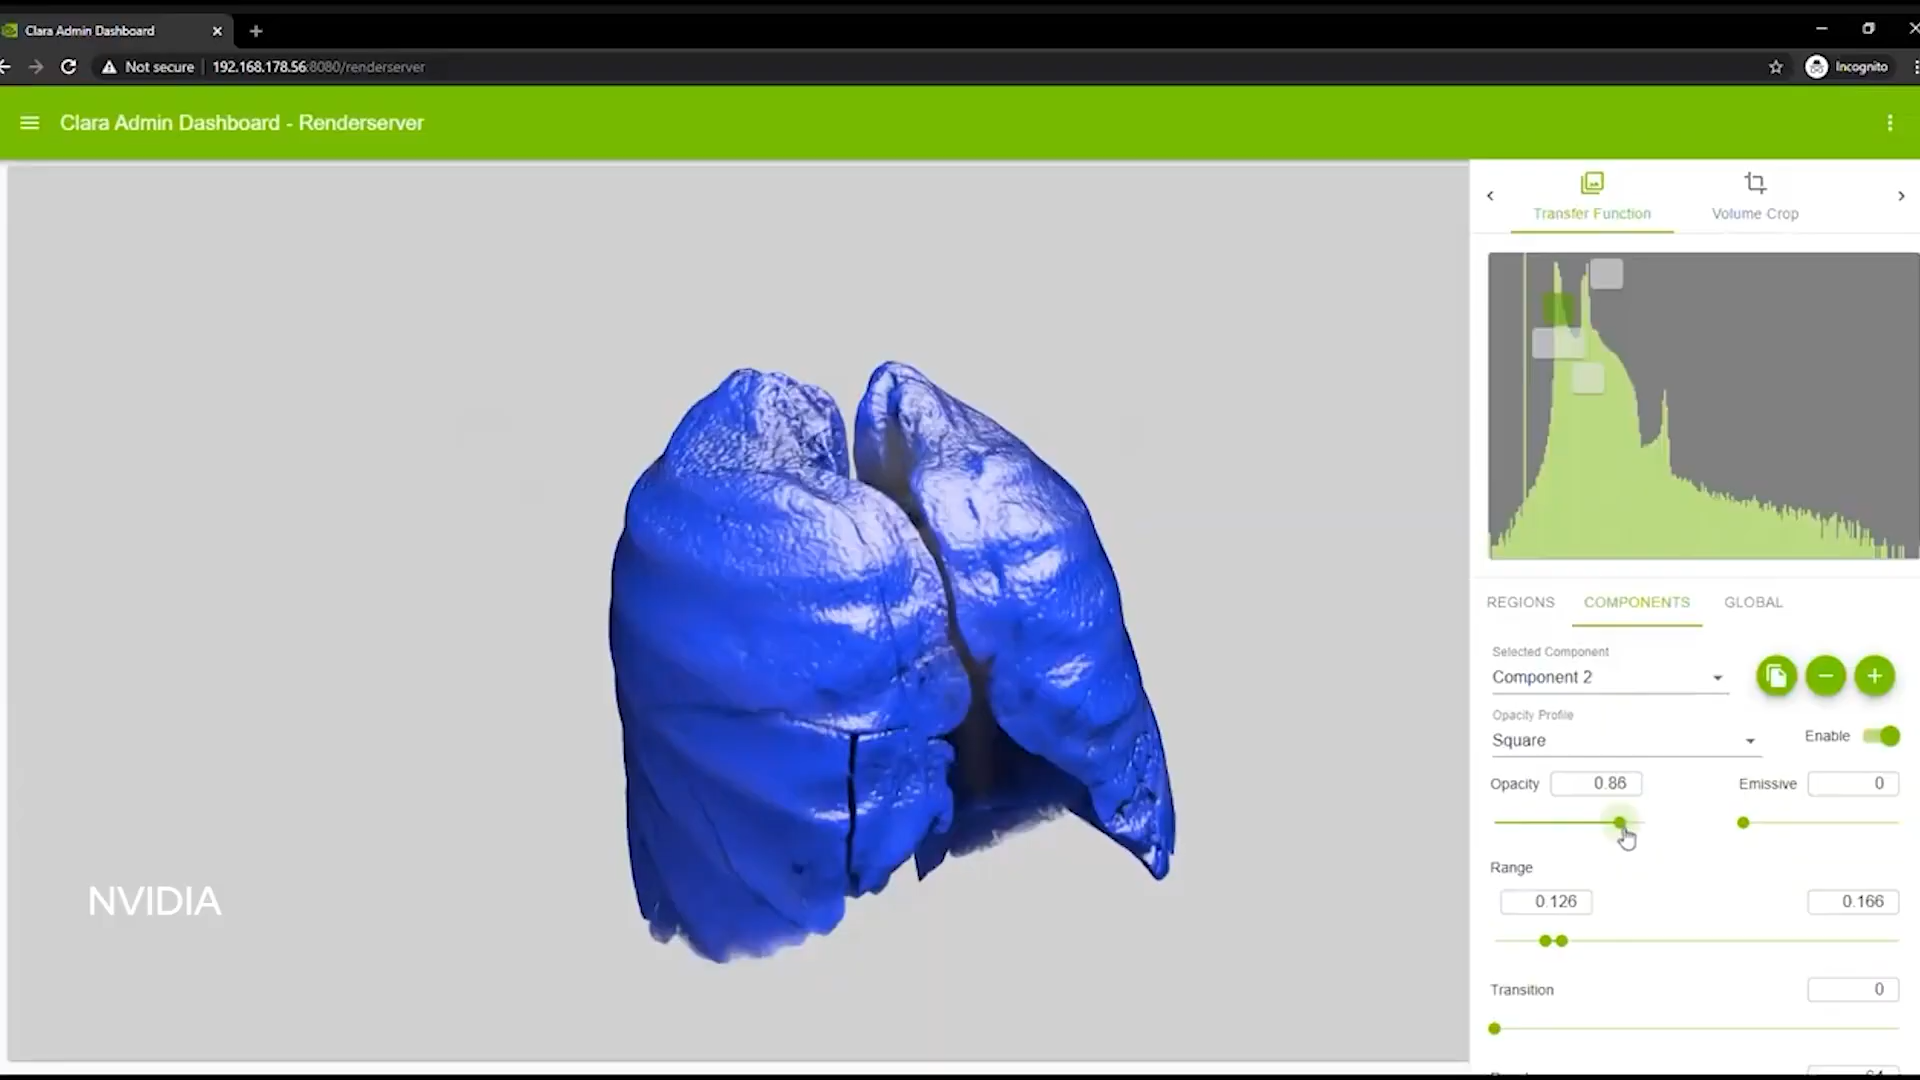 Clara Admin Dashboard
Not secure 192.168.178.56:8080/renderserver
Incognito
Clara Admin Dashboard - Renderserver
Transfer Function
Volume Crop
REGIONS COMPONENTS GLOBAL
Selected Component
Component 2
Opacity Profile
Square
Enable
Opacity 0.86
Emissive 0
Range
0.126 0.166
Transition 0
NVIDIA